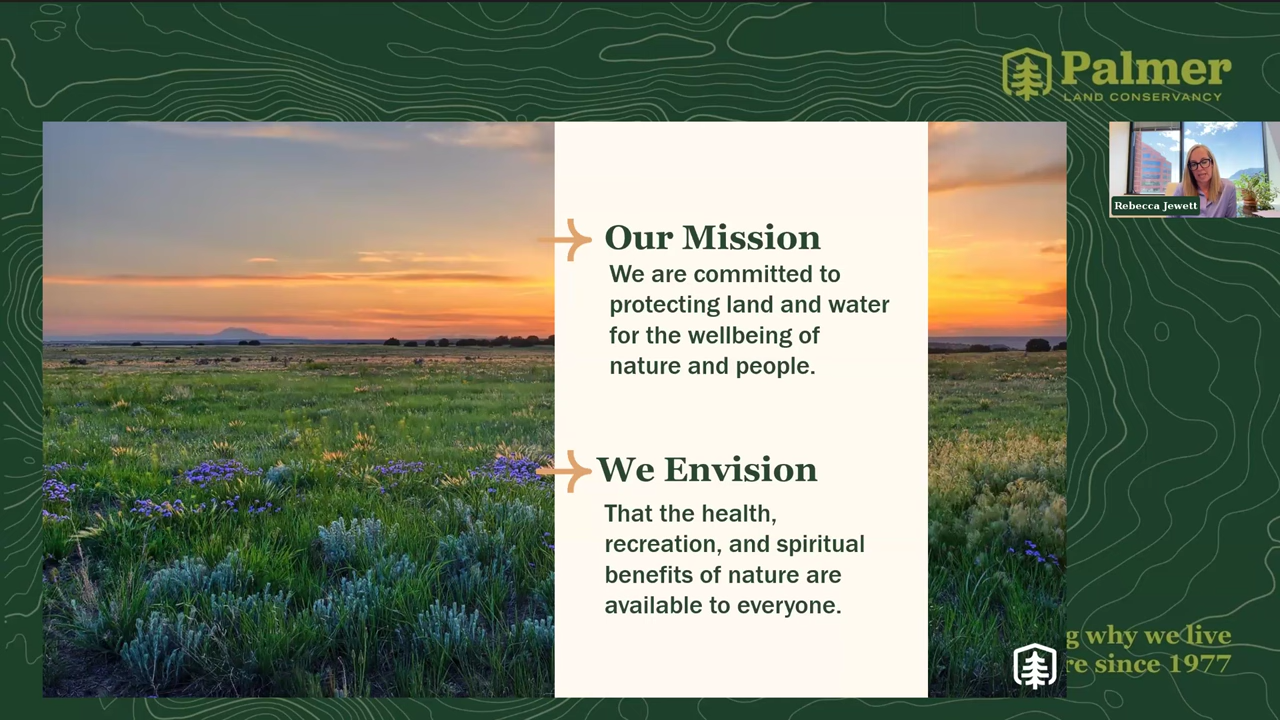 Palmer
LAND CONSERVANCY
Rebecca Jewett
Our Mission
We are committed to
protecting land and water
for the wellbeing of
nature and people.
We Envision
That the health,
recreation, and spiritual
benefits of nature are
available to everyone.
why we live
since 1977